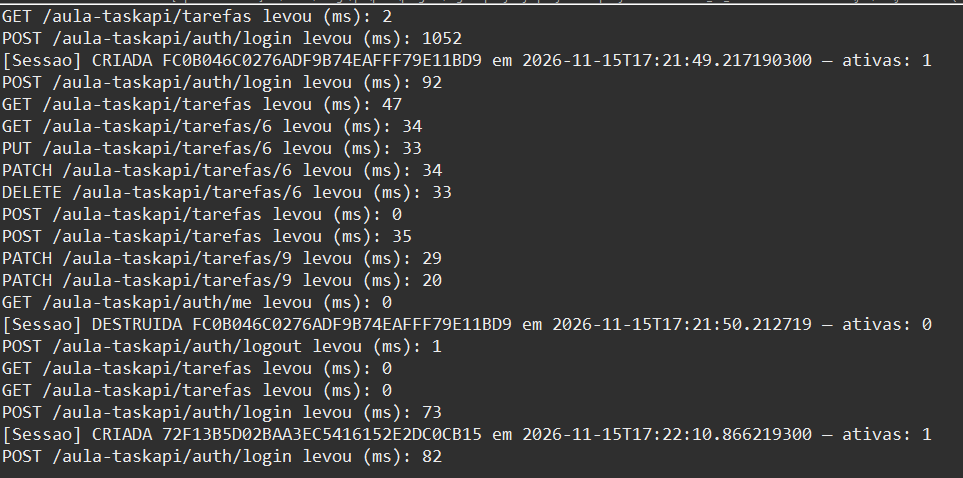 GET /aula-taskapi/tarefas levou (ms): 2
POST /aula-taskapi/auth/login levou (ms): 1052
[Sessao] CRIADA FC0B046C0276ADF9B74EAFFF79E11BD9 em 2026-11-15T17:21:49.217190300 — ativas: 1
POST /aula-taskapi/auth/login levou (ms): 92
GET /aula-taskapi/tarefas levou (ms): 47
GET /aula-taskapi/tarefas/6 levou (ms): 34
PUT /aula-taskapi/tarefas/6 levou (ms): 33
PATCH /aula-taskapi/tarefas/6 levou (ms): 34
DELETE /aula-taskapi/tarefas/6 levou (ms): 33
POST /aula-taskapi/tarefas levou (ms): 0
POST /aula-taskapi/tarefas levou (ms): 35
PATCH /aula-taskapi/tarefas/9 levou (ms): 29
PATCH /aula-taskapi/tarefas/9 levou (ms): 20
GET /aula-taskapi/auth/me levou (ms): 0
[Sessao] DESTRUIDA FC0B046C0276ADF9B74EAFFF79E11BD9 em 2026-11-15T17:21:50.212719 — ativas: 0
POST /aula-taskapi/auth/logout levou (ms): 1
GET /aula-taskapi/tarefas levou (ms): 0
GET /aula-taskapi/tarefas levou (ms): 0
POST /aula-taskapi/auth/login levou (ms): 73
[Sessao] CRIADA 72F13B5D02BAA3EC5416152E2DC0CB15 em 2026-11-15T17:22:10.866219300 — ativas: 1
POST /aula-taskapi/auth/login levou (ms): 82